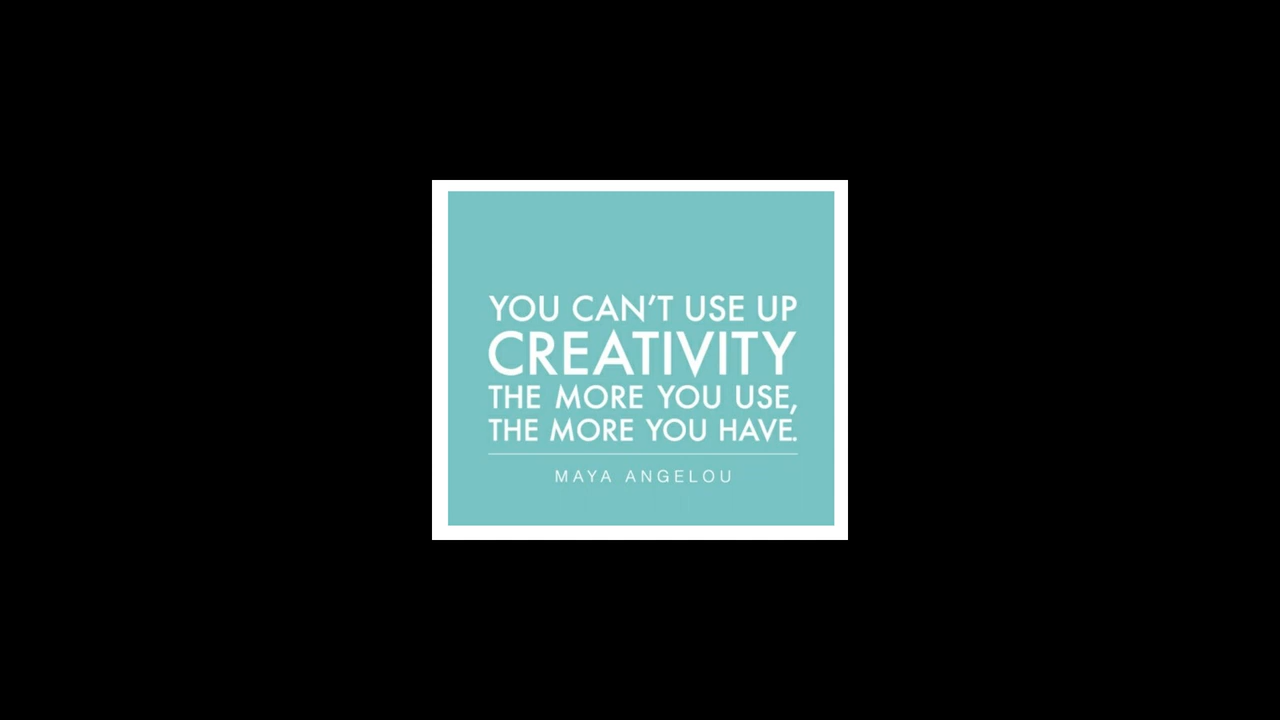 YOU CAN'T USE UP
CREATIVITY
THE MORE YOU USE,
THE MORE YOU HAVE.
MAYA ANGELOU